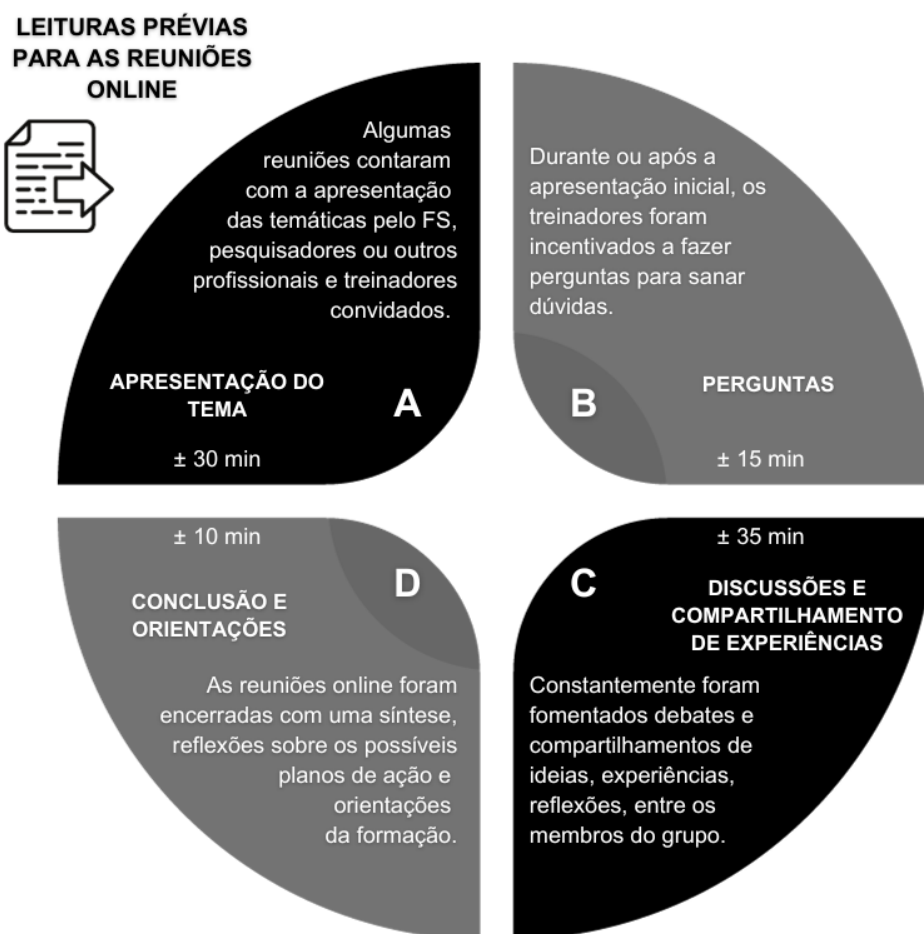 LEITURAS PRÉVIAS
PARA AS REUNIÕES
ONLINE
Algumas
reuniões contaram
com a apresentação
das temáticas pelo FS,
pesquisadores ou outros
profissionais e treinadores
convidados.
APRESENTAÇÃO DO
TEMA
A
± 30 min
Durante ou após a
apresentação inicial, os
treinadores foram
incentivados a fazer
perguntas para sanar
dúvidas.
B
PERGUNTAS
± 15 min
± 35 min
C
DISCUSSÕES E
COMPARTILHAMENTO
DE EXPERIÊNCIAS
Constantemente foram
fomentados debates e
compartilhamentos de
ideias, experiências,
reflexões, entre os
membros do grupo.
± 10 min
D
CONCLUSÃO E
ORIENTAÇÕES
As reuniões online foram
encerradas com uma síntese,
reflexões sobre os possíveis
planos de ação e
orientações
da formação.